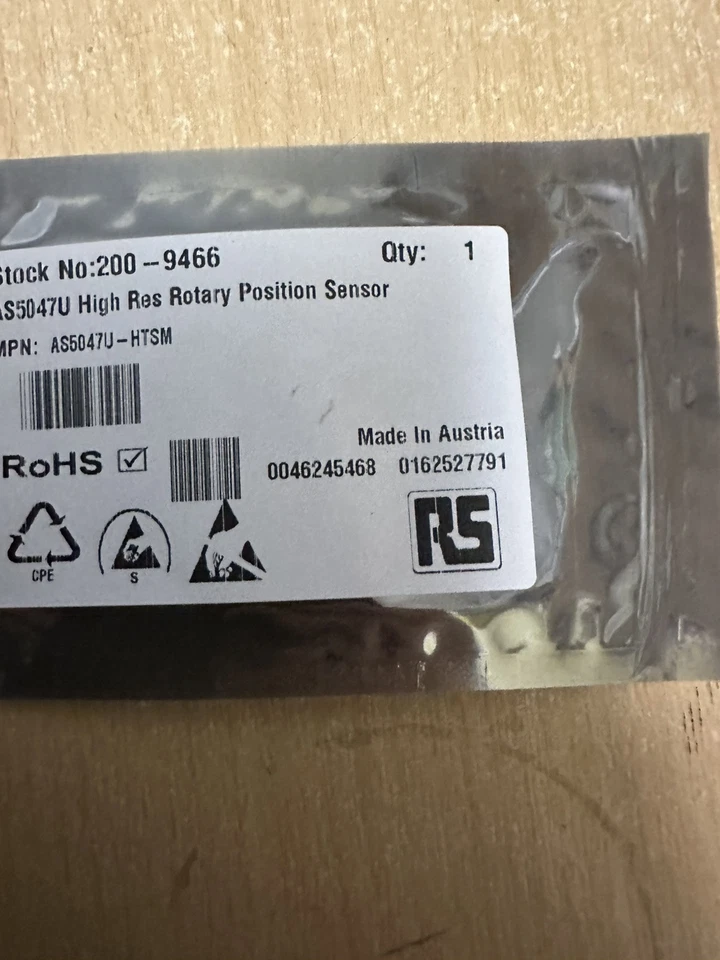 Stock No:200-9466 Qty: 1
AS5047U High Res Rotary Position Sensor
MPN: AS5047U-HTSM
RoHS
Made In Austria
0046245468 0162527791
CPE
S
RS